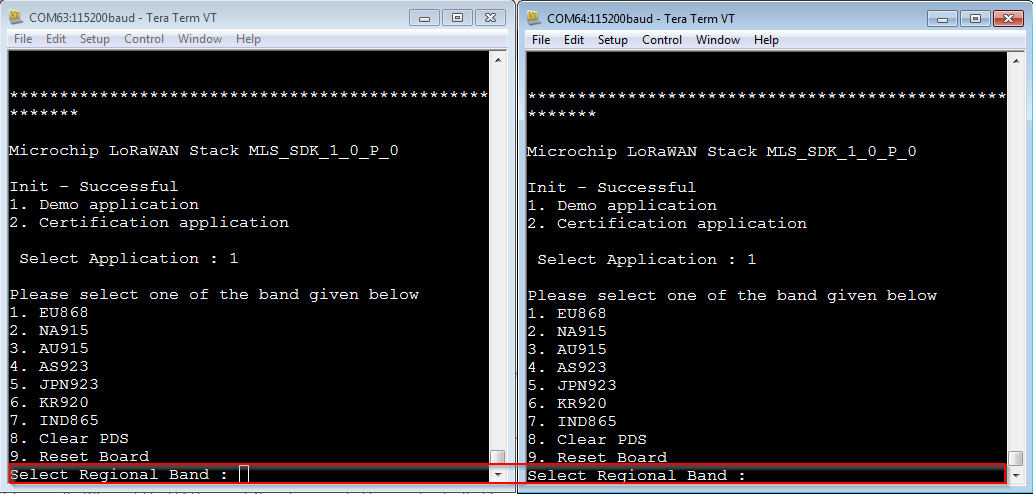 COM63:115200baud - Tera Term VT
File Edit Setup Control Window Help
************************************************
*******
Microchip LoRaWAN Stack MLS_SDK_1_0_P_0
Init - Successful
1. Demo application
2. Certification application
Select Application : 1
Please select one of the band given below
1. EU868
2. NA915
3. AU915
4. AS923
5. JPN923
6. KR920
7. IND865
8. Clear PDS
9. Reset Board
Select Regional Band :
COM64:115200baud - Tera Term VT
File Edit Setup Control Window Help
************************************************
*******
Microchip LoRaWAN Stack MLS_SDK_1_0_P_0
Init - Successful
1. Demo application
2. Certification application
Select Application : 1
Please select one of the band given below
1. EU868
2. NA915
3. AU915
4. AS923
5. JPN923
6. KR920
7. IND865
8. Clear PDS
9. Reset Board
Select Regional Band :